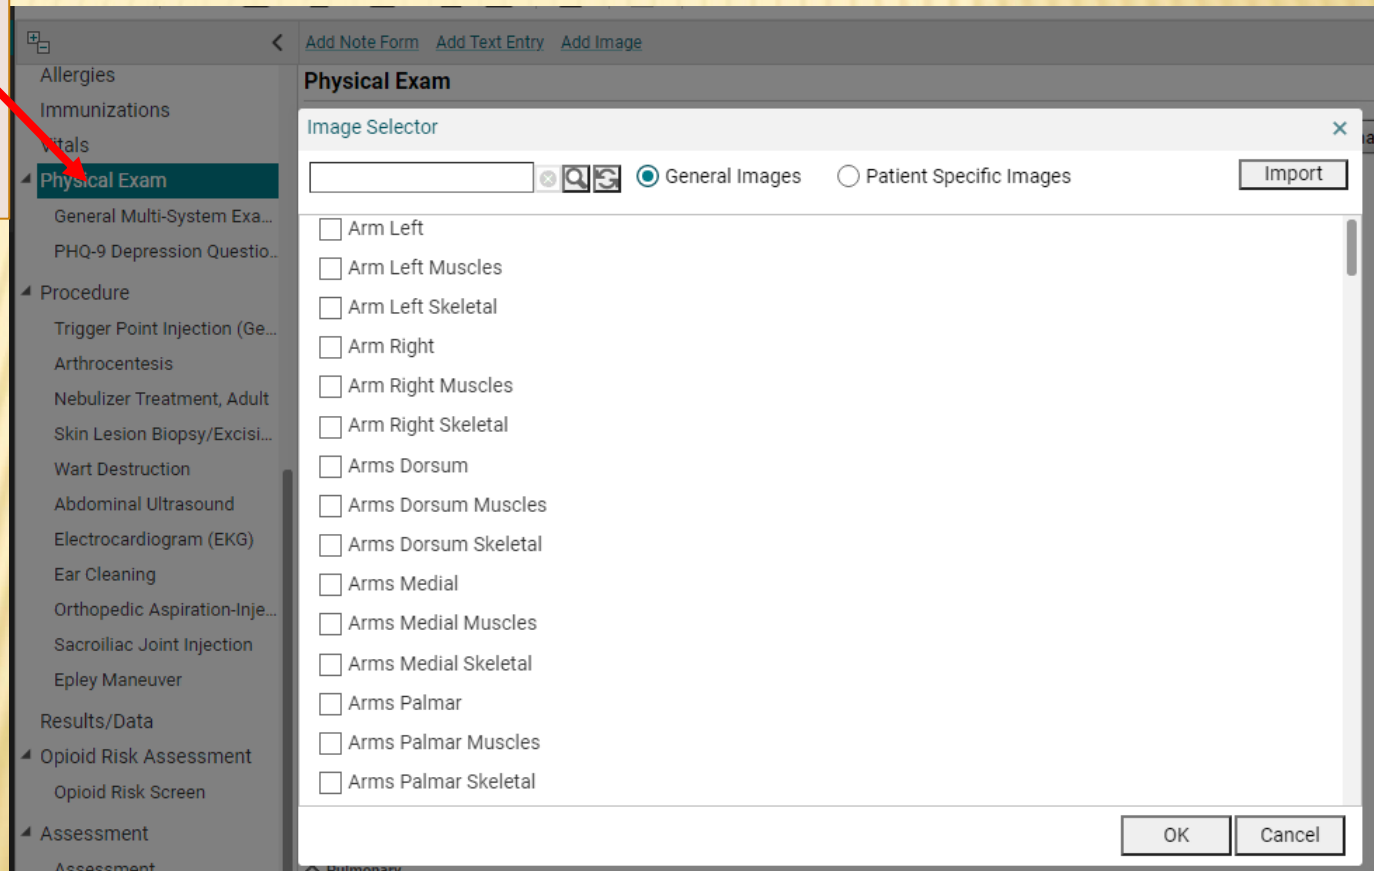 Add Note Form Add Text Entry Add Image
Allergies
Immunizations
Vitals
Physical Exam
General Multi-System Exa...
PHQ-9 Depression Questio..
Procedure
Trigger Point Injection (Ge...
Arthrocentesis
Nebulizer Treatment, Adult
Skin Lesion Biopsy/Excisi...
Wart Destruction
Abdominal Ultrasound
Electrocardiogram (EKG)
Ear Cleaning
Orthopedic Aspiration-Inje...
Sacroiliac Joint Injection
Epley Maneuver
Results/Data
Opioid Risk Assessment
Opioid Risk Screen
Assessment
Assessment
Physical Exam
Image Selector
General Images Patient Specific Images Import
Arm Left
Arm Left Muscles
Arm Left Skeletal
Arm Right
Arm Right Muscles
Arm Right Skeletal
Arms Dorsum
Arms Dorsum Muscles
Arms Dorsum Skeletal
Arms Medial
Arms Medial Muscles
Arms Medial Skeletal
Arms Palmar
Arms Palmar Muscles
Arms Palmar Skeletal
OK Cancel
Pulmonary